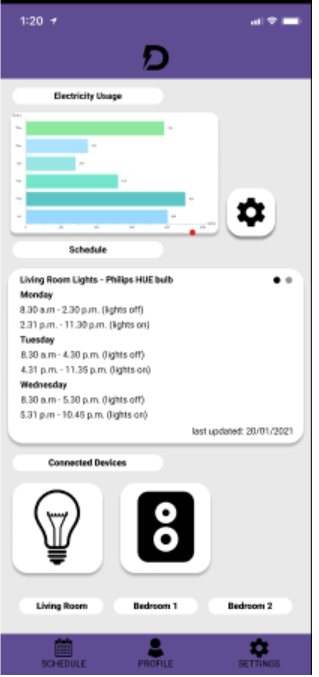 1:20
D
Electricity Usage
Schedule
Living Room Lights - Philips HUE bulb
Monday
8.30 a.m - 2.30 p.m. (lights off)
2.31 p.m - 11.30 p.m. (lights on)
Tuesday
8.30 a.m - 4.30 p.m. (lights off)
4.31 p.m. - 11.35 p.m. (lights on)
Wednesday
8.30 a.m - 5.30 p.m. (lights off)
5.31 p.m - 10.45 p.m. (lights on)
last updated: 20/01/2021
Connected Devices
Living Room Bedroom 1 Bedroom 2
SCHEDULE PROFILE SETTINGS